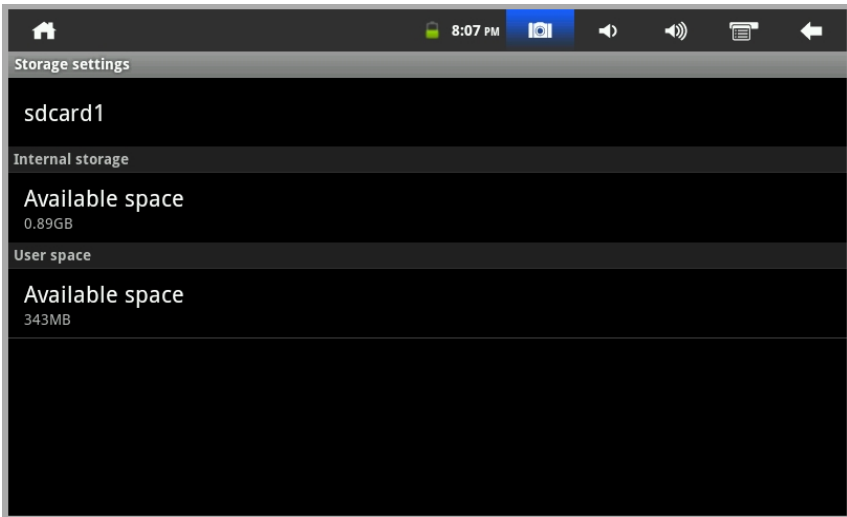 8:07 PM
Storage settings
sdcard1
Internal storage
Available space
0.89GB
User space
Available space
343MB